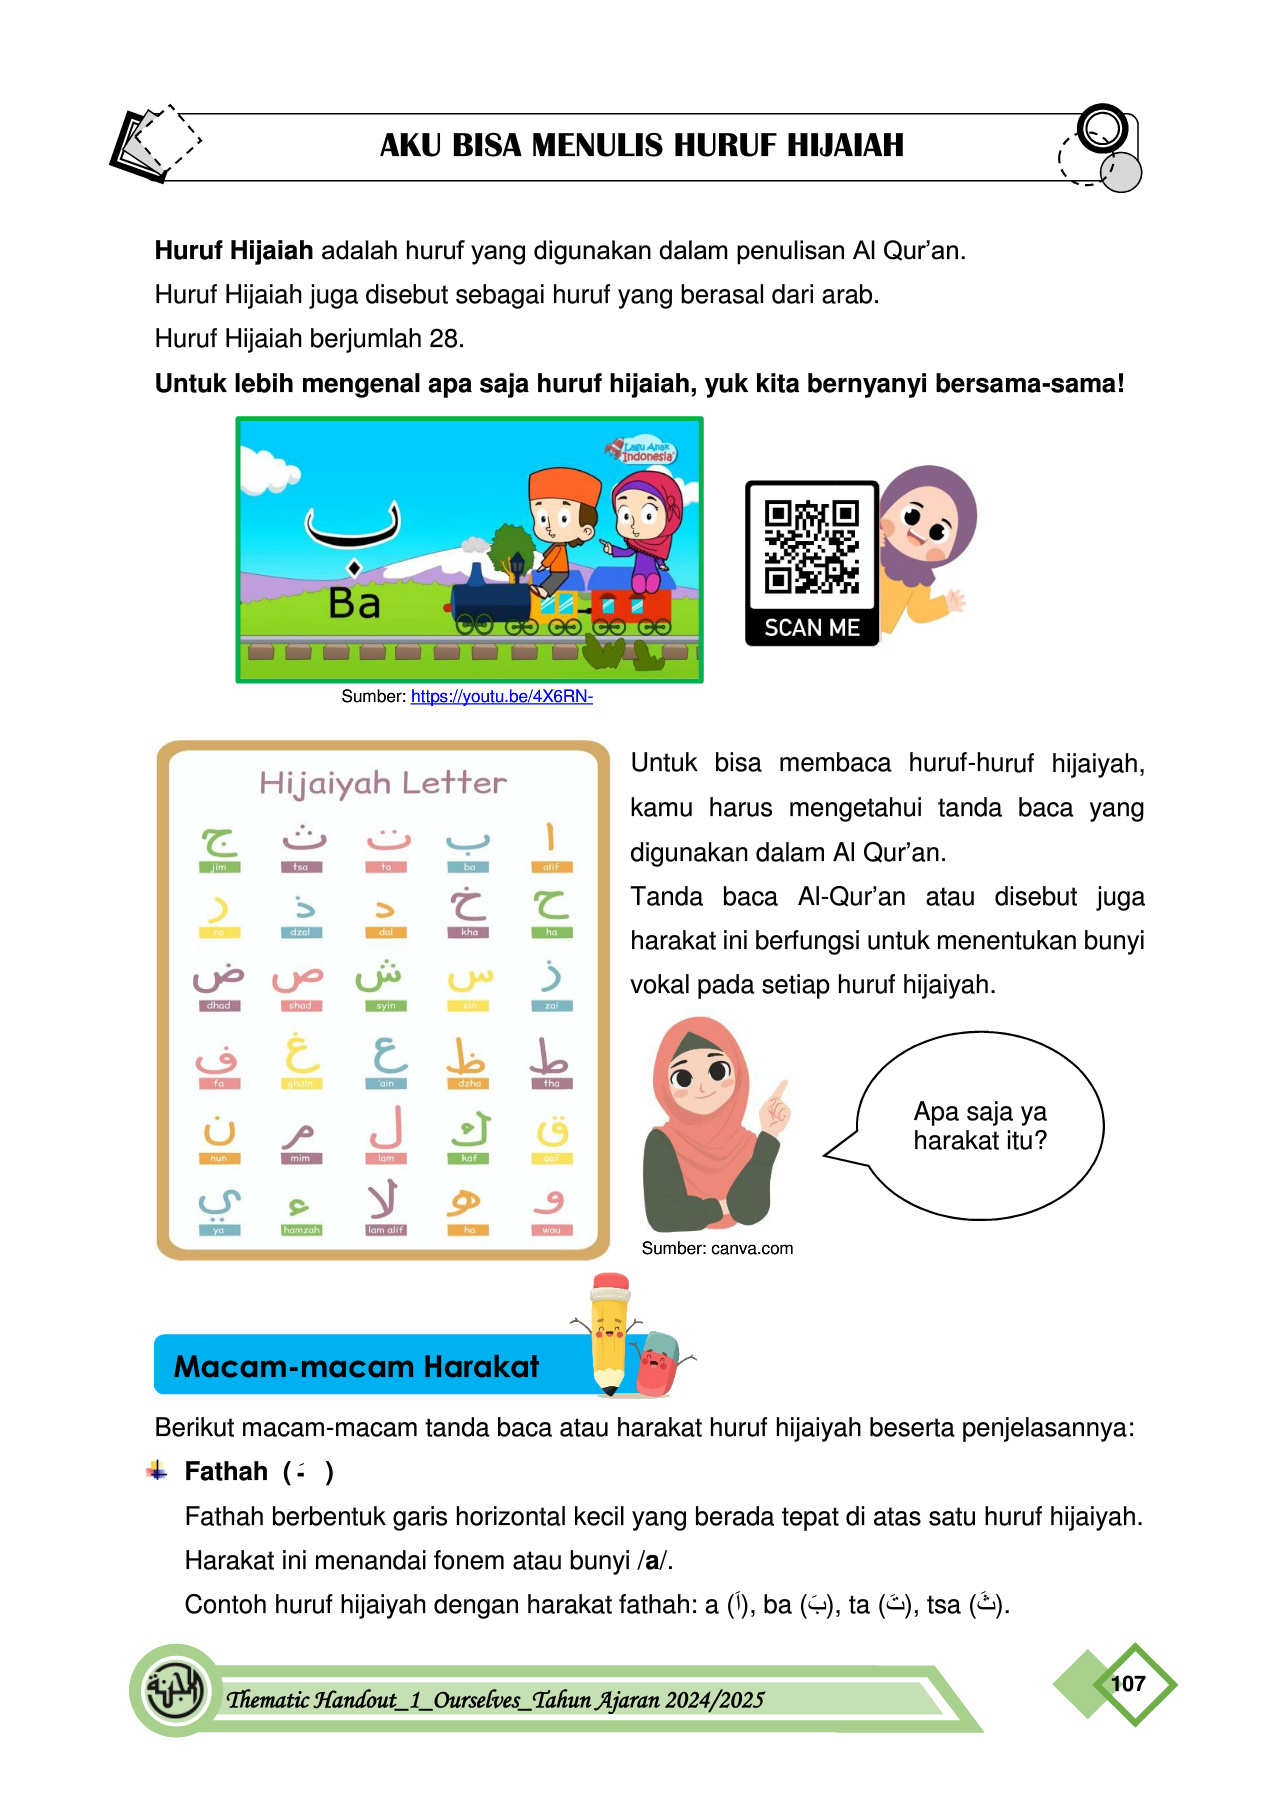 AKU BISA MENULIS HURUF HIJAIAH
Huruf Hijaiah adalah huruf yang digunakan dalam penulisan Al Qur’an.
Huruf Hijaiah juga disebut sebagai huruf yang berasal dari arab.
Huruf Hijaiah berjumlah 28.
Untuk lebih mengenal apa saja huruf hijaiah, yuk kita bernyanyi bersama-sama!
Lagu Anak
Indonesia
ب
Ba
SCAN ME
Sumber: https://youtu.be/4X6RN-
Hijaiyah Letter
ج ث ت ب ا
jim tsa ta ba alif
ر ذ د خ ح
ra dzal dal kha ha
ض ص ش س ز
dhad shad syin sin zai
ف غ ع ظ ط
fa ghain 'ain dzha tha
ن م ل ك ق
nun mim lam kaf qaf
ي ء لا ه و
ya hamzah lam alif ha wau
Untuk bisa membaca huruf-huruf hijaiyah,
kamu harus mengetahui tanda baca yang
digunakan dalam Al Qur’an.
Tanda baca Al-Qur’an atau disebut juga
harakat ini berfungsi untuk menentukan bunyi
vokal pada setiap huruf hijaiyah.
Apa saja ya
harakat itu?
Sumber: canva.com
Macam-macam Harakat
Berikut macam-macam tanda baca atau harakat huruf hijaiyah beserta penjelasannya:
Fathah ( ـَ )
Fathah berbentuk garis horizontal kecil yang berada tepat di atas satu huruf hijaiyah.
Harakat ini menandai fonem atau bunyi /a/.
Contoh huruf hijaiyah dengan harakat fathah: a (اَ), ba (بَ), ta (تَ), tsa (ثَ).
Thematic Handout_1_Ourselves_Tahun Ajaran 2024/2025
107